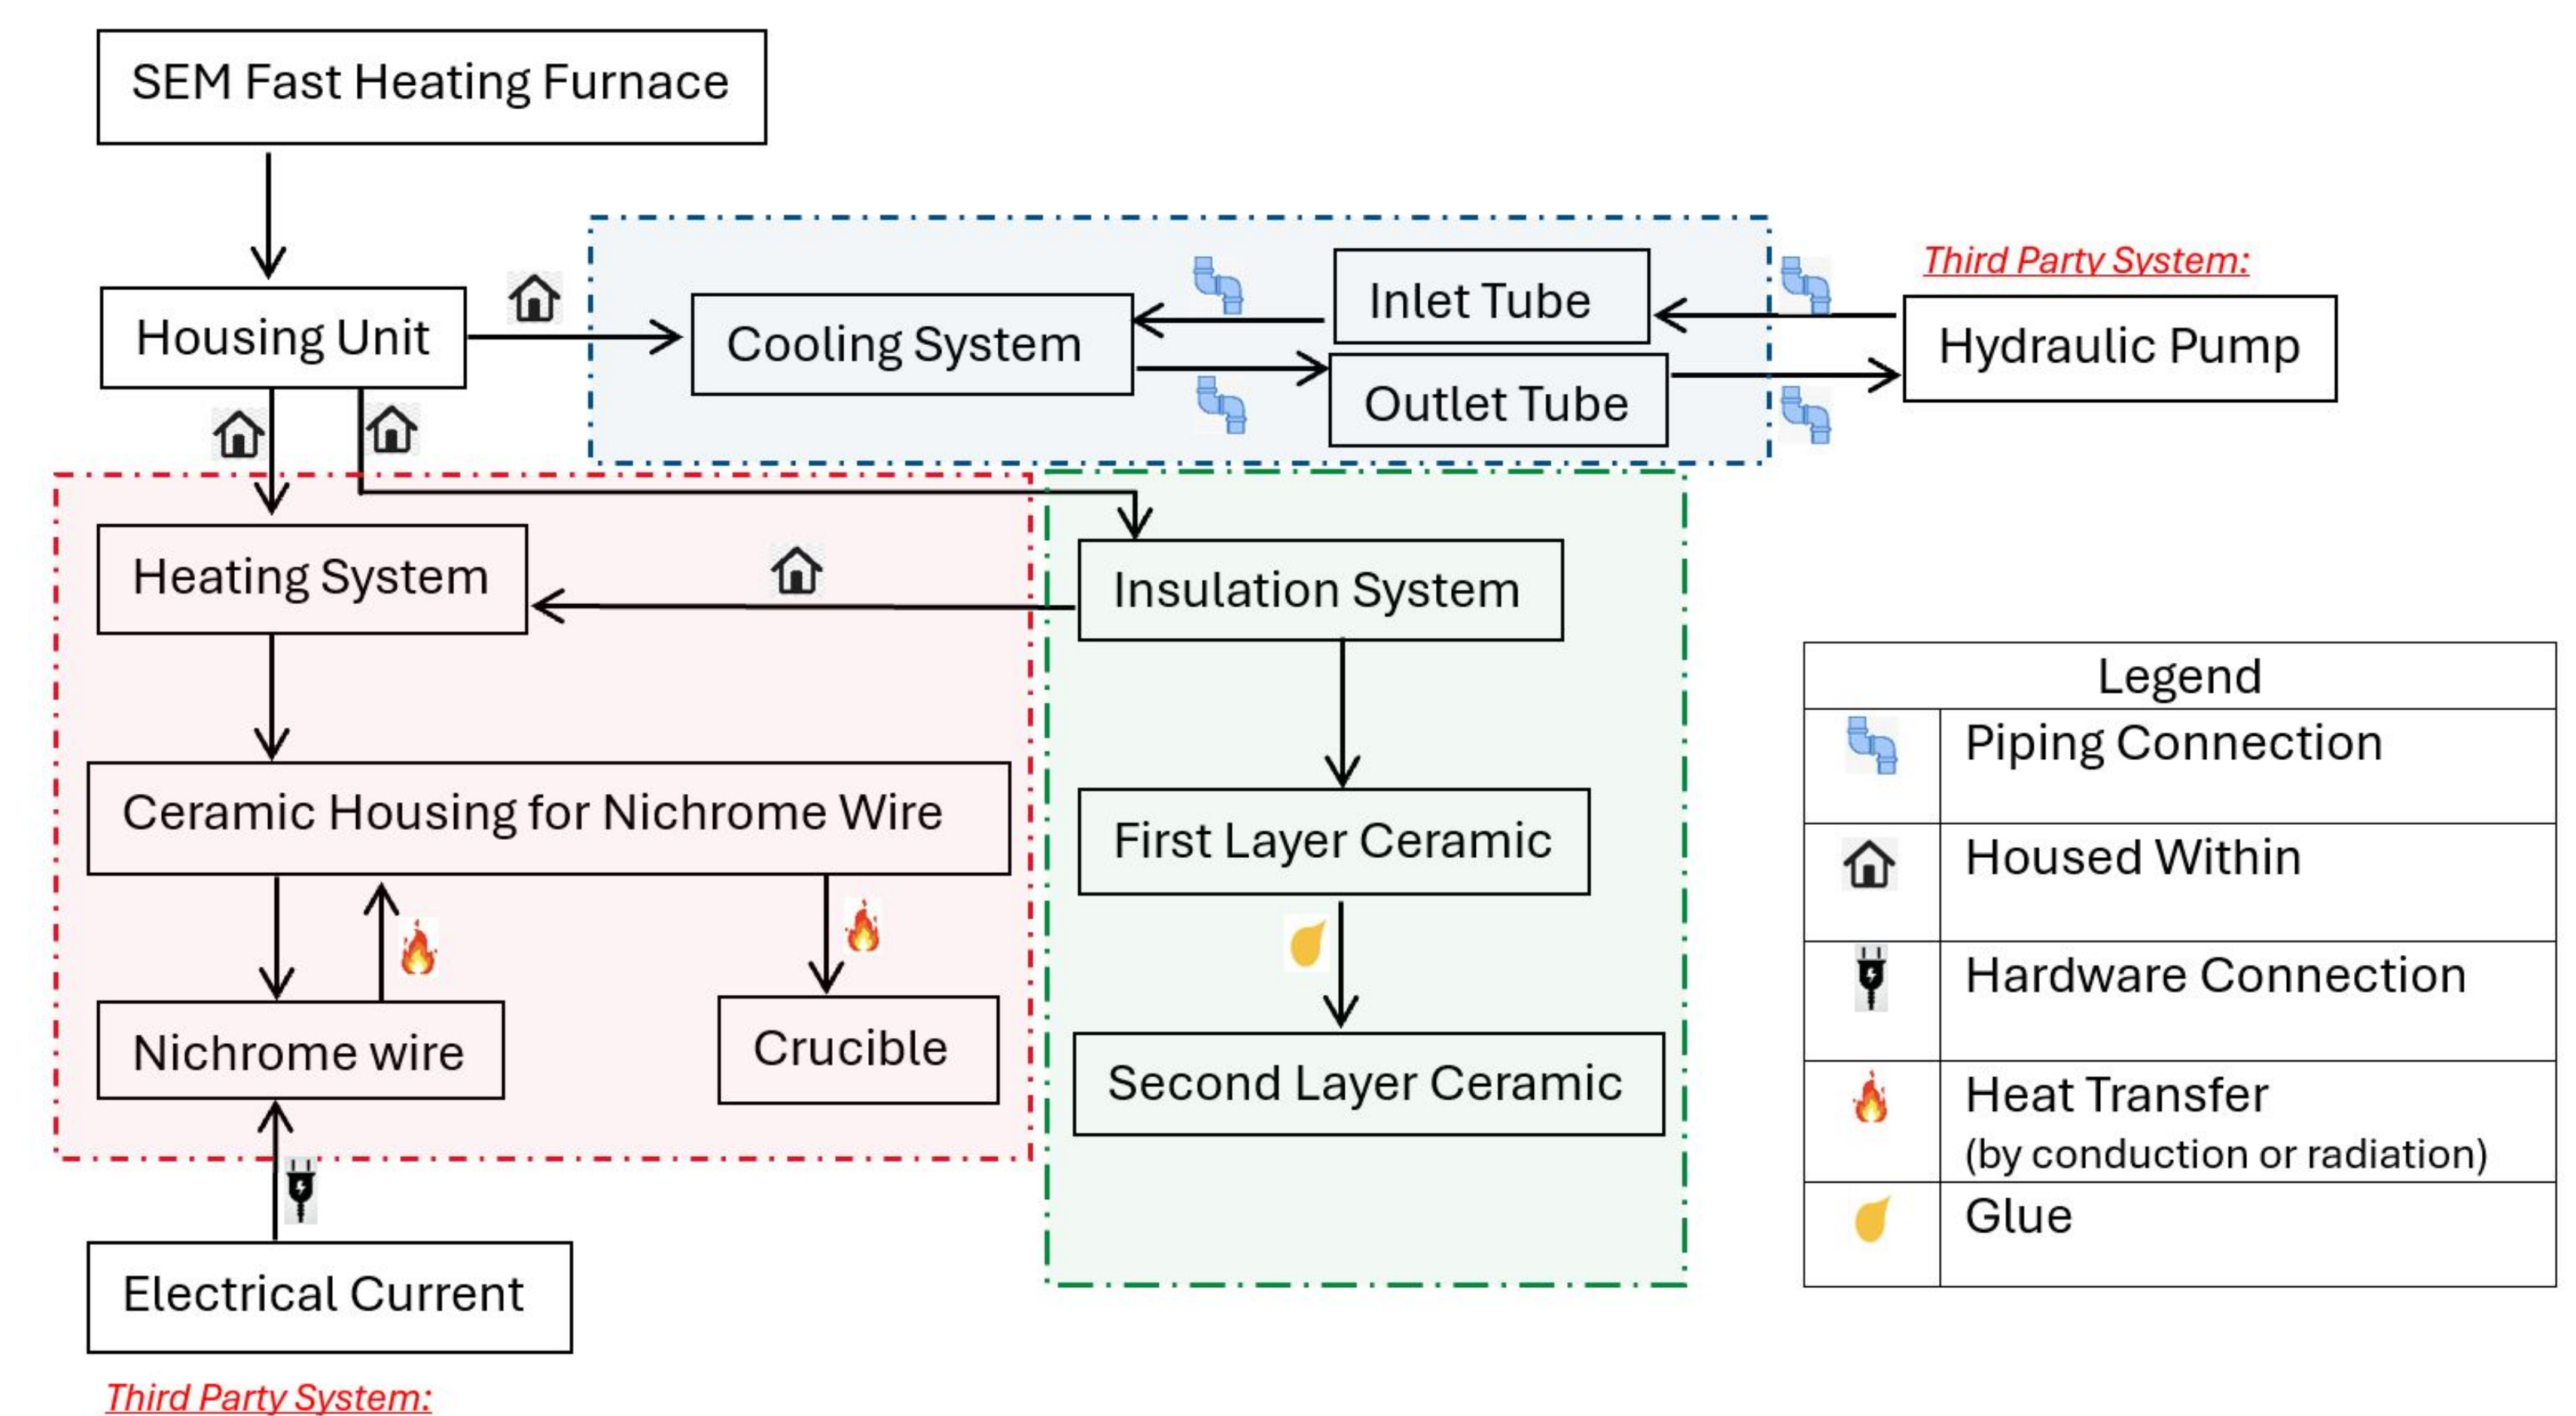 SEM Fast Heating Furnace
Third Party System:
Housing Unit
Cooling System
Inlet Tube
Outlet Tube
Hydraulic Pump
Heating System
Insulation System
Ceramic Housing for Nichrome Wire
First Layer Ceramic
Nichrome wire
Crucible
Second Layer Ceramic
Electrical Current
Third Party System:
Legend
Piping Connection
Housed Within
Hardware Connection
Heat Transfer
(by conduction or radiation)
Glue